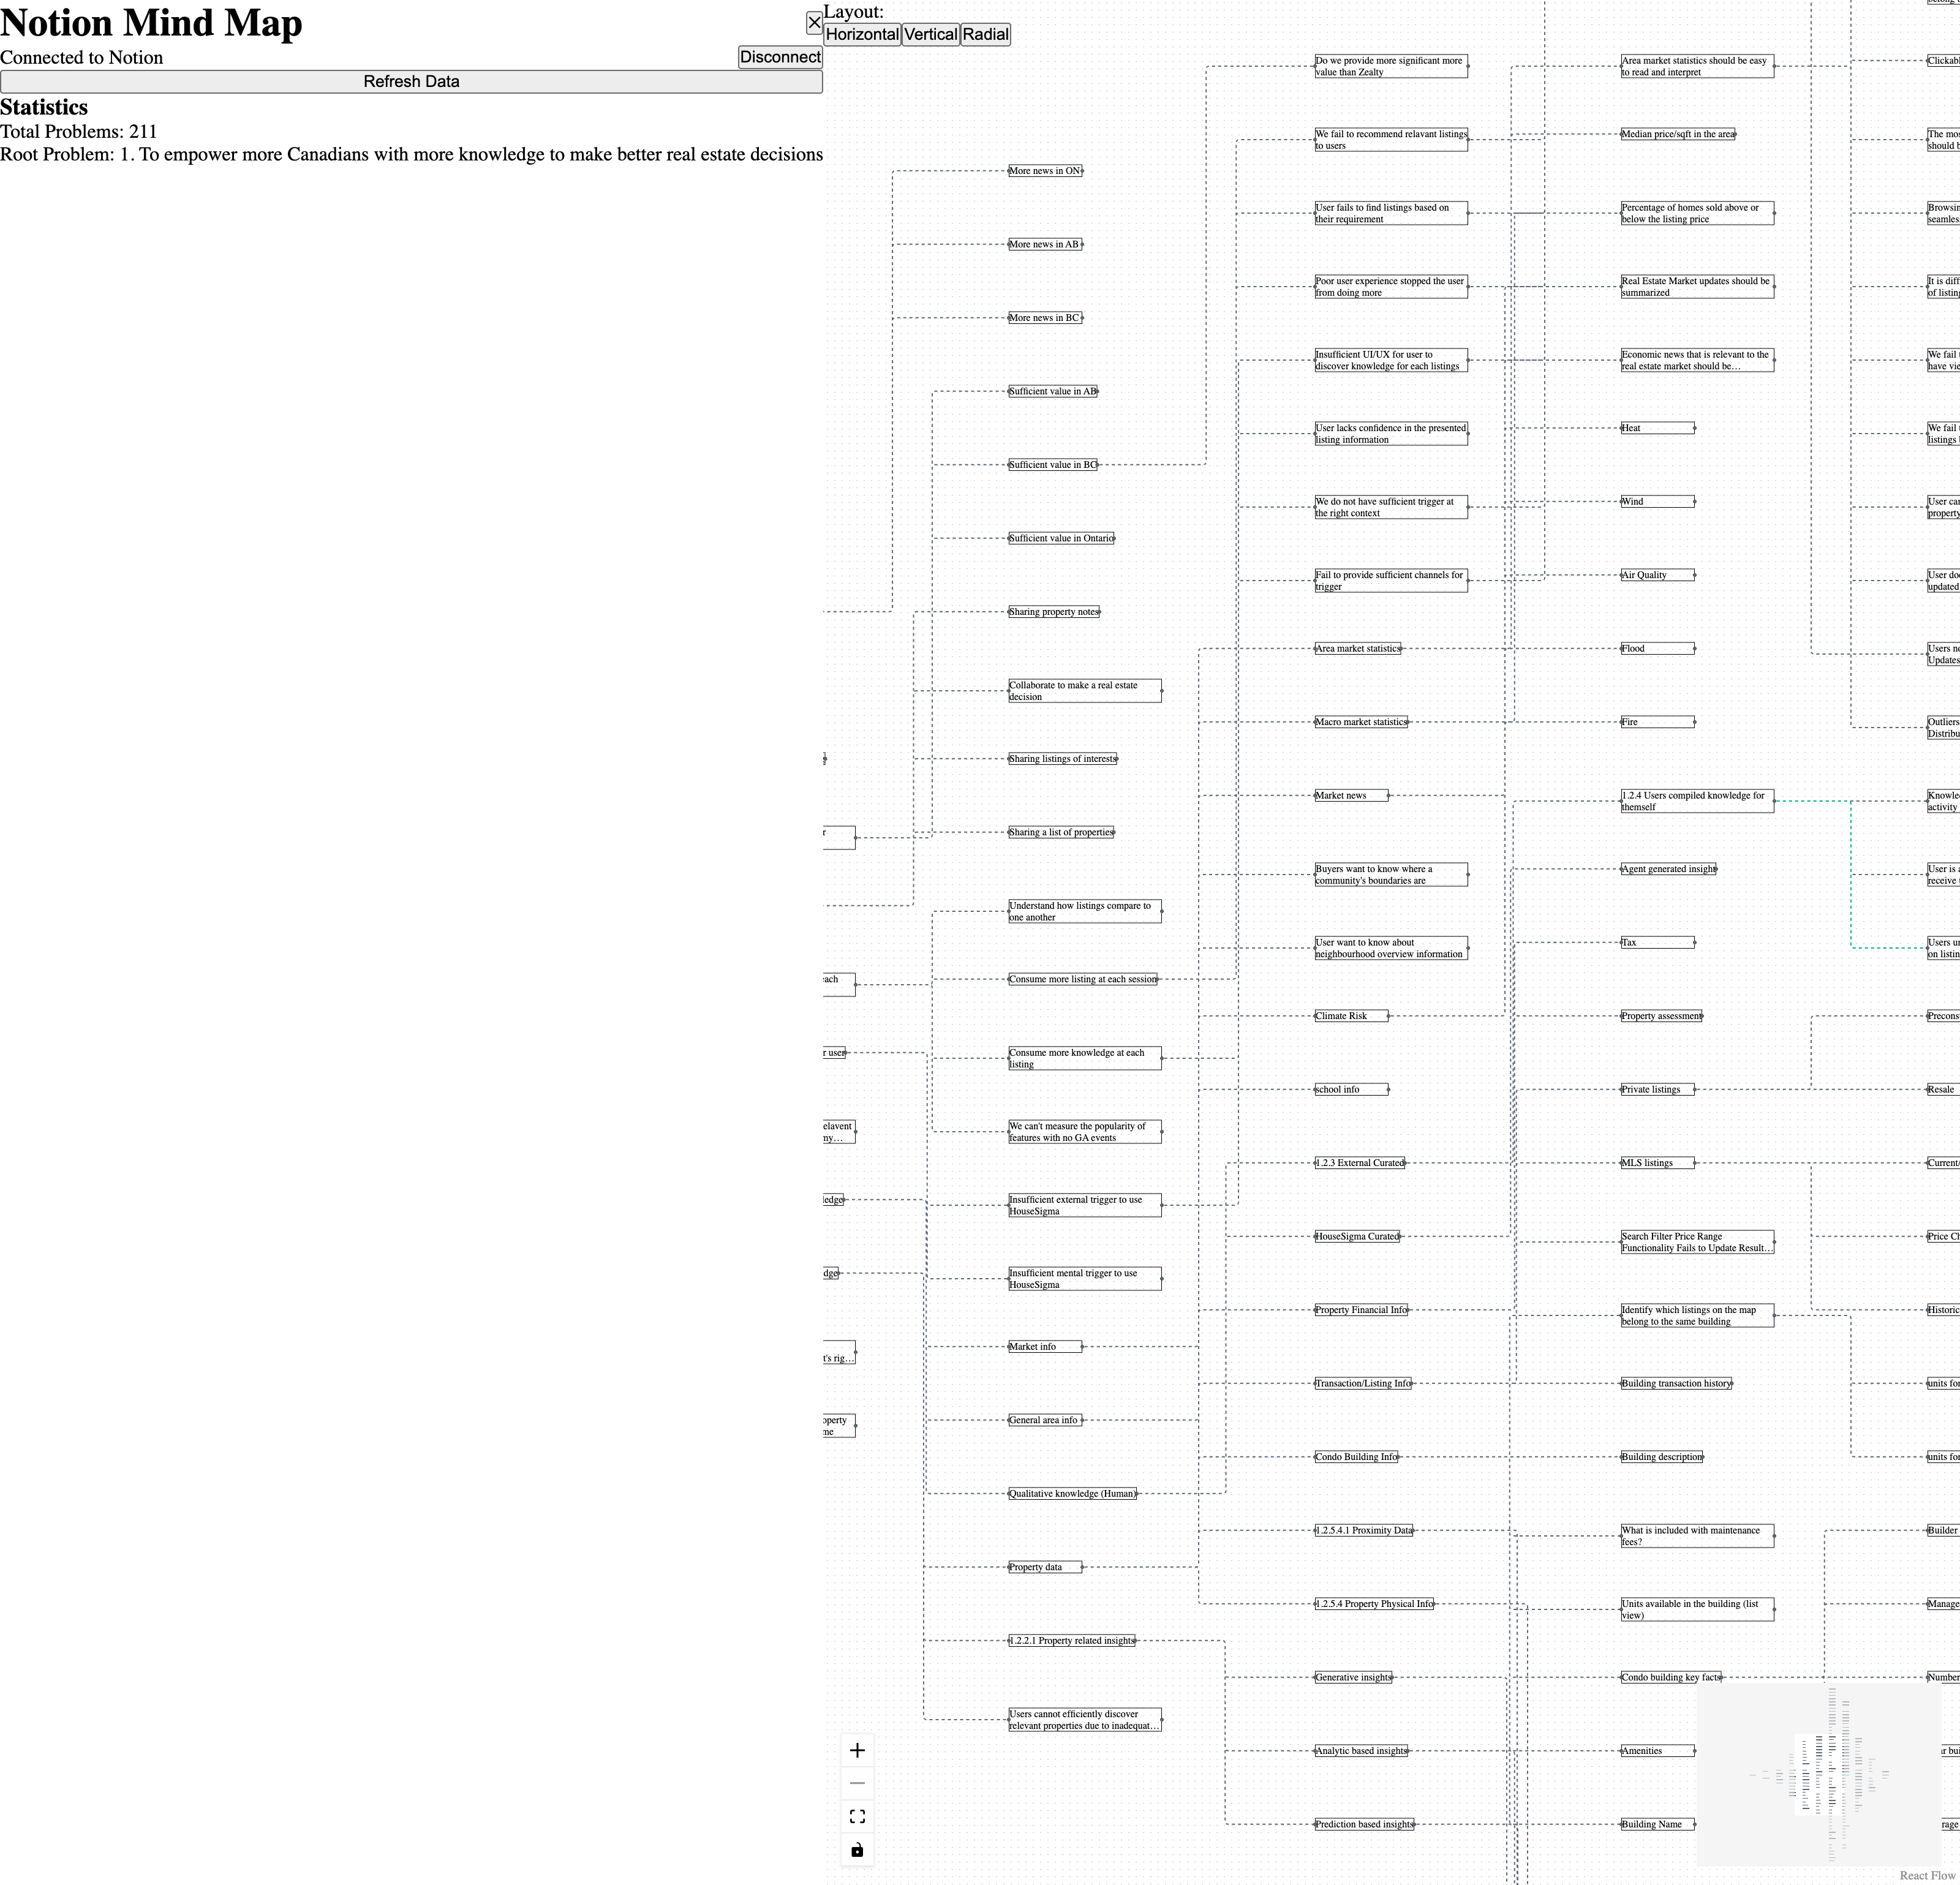 Notion Mind Map
Connected to Notion
Disconnect
Refresh Data
Statistics
Total Problems: 211
Root Problem: 1. To empower more Canadians with more knowledge to make better real estate decisions
Layout:
Horizontal
Vertical
Radial
r user
elavent
my…
ledge
dge
t's rig…
operty
me
each
r
More news in ON
More news in AB
More news in BC
Sufficient value in AB
Sufficient value in BC
Sufficient value in Ontario
Sharing property notes
Collaborate to make a real estate
decision
Sharing listings of interests
Sharing a list of properties
Understand how listings compare to
one another
Consume more listing at each session
Consume more knowledge at each
listing
We can't measure the popularity of
features with no GA events
Insufficient external trigger to use
HouseSigma
Insufficient mental trigger to use
HouseSigma
Market info
General area info
Qualitative knowledge (Human)
Property data
1.2.2.1 Property related insights
Users cannot efficiently discover
relevant properties due to inadequat…
Do we provide more significant more
value than Zealty
We fail to recommend relavant listings
to users
User fails to find listings based on
their requirement
Poor user experience stopped the user
from doing more
Insufficient UI/UX for user to
discover knowledge for each listings
User lacks confidence in the presented
listing information
We do not have sufficient trigger at
the right context
Fail to provide sufficient channels for
trigger
Area market statistics
Macro market statistics
Market news
Buyers want to know where a
community's boundaries are
User want to know about
neighbourhood overview information
Climate Risk
school info
1.2.3 External Curated
HouseSigma Curated
Property Financial Info
Transaction/Listing Info
Condo Building Info
1.2.5.4.1 Proximity Data
1.2.5.4 Property Physical Info
Generative insights
Analytic based insights
Prediction based insights
Area market statistics should be easy
to read and interpret
Median price/sqft in the area
Percentage of homes sold above or
below the listing price
Real Estate Market updates should be
summarized
Economic news that is relevant to the
real estate market should be…
Heat
Wind
Air Quality
Flood
Fire
1.2.4 Users compiled knowledge for
themself
Agent generated insight
Tax
Property assessment
Private listings
MLS listings
Search Filter Price Range
Functionality Fails to Update Result…
Identify which listings on the map
belong to the same building
Building transaction history
Building description
What is included with maintenance
fees?
Units available in the building (list
view)
Condo building key facts
Amenities
Building Name
Clickabl
The mos
should b
Browsin
seamles
It is diff
of listing
We fail
have vie
We fail
listings
User can
property
User doe
updated
Users ne
Updates
Outliers
Distribu
Knowled
activity
User is a
receive
Users un
on listin
Precons
Resale
Current/
Price Ch
Historic
units for
units for
Builder
Manage
Number
ar bui
rage
React Flow